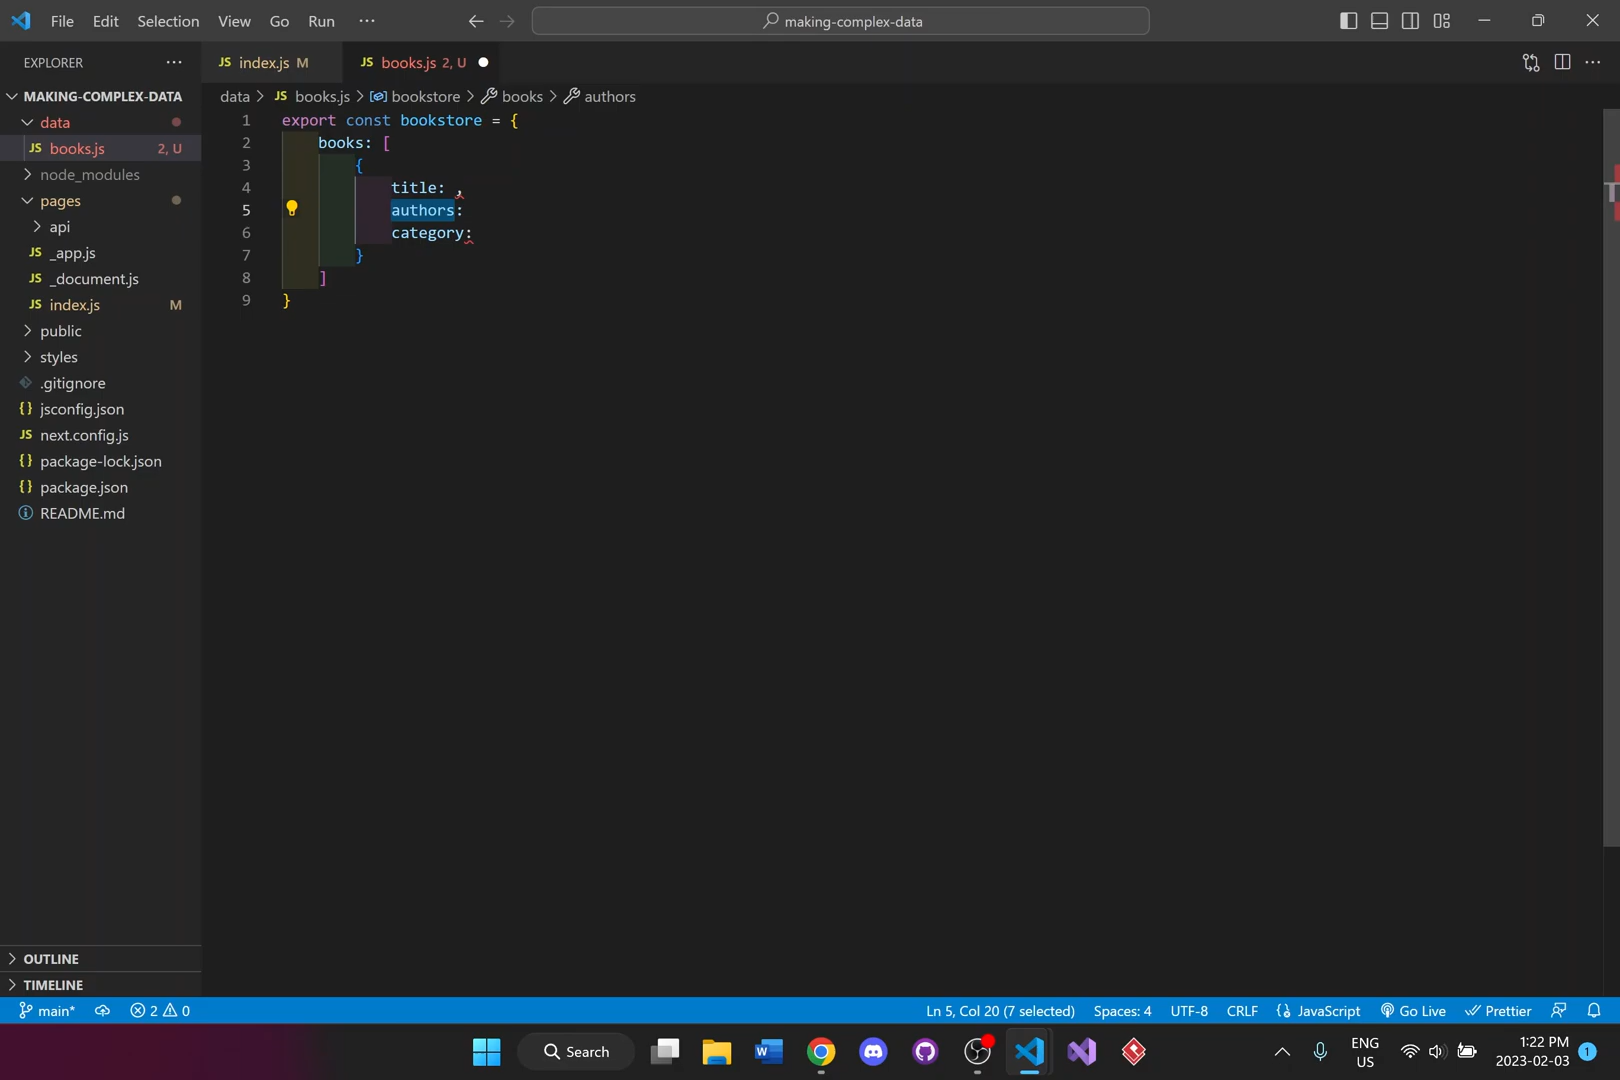 File Edit Selection View Go Run ··· making-complex-data
EXPLORER ···
JS index.js M
JS books.js 2, U
MAKING-COMPLEX-DATA
data > JS books.js > bookstore > books > authors
data
JS books.js 2, U
node_modules
pages
api
JS _app.js
JS _document.js
JS index.js M
public
styles
.gitignore
{} jsconfig.json
JS next.config.js
{} package-lock.json
{} package.json
README.md
1 export const bookstore = {
2 books: [
3 {
4 title: ,
5 authors:
6 category:
7 }
8 ]
9 }
OUTLINE
TIMELINE
main* 2 0 Ln 5, Col 20 (7 selected) Spaces: 4 UTF-8 CRLF {} JavaScript Go Live Prettier
Search
W
ENG
US
1:22 PM
2023-02-03
1